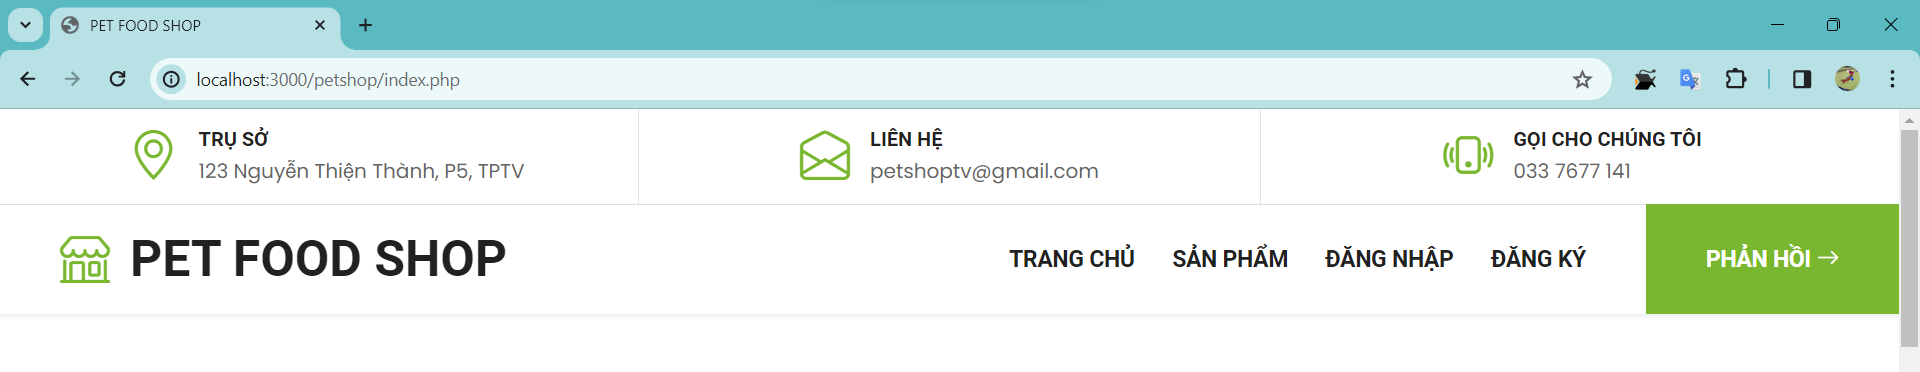 PET FOOD SHOP
localhost:3000/petshop/index.php
TRỤ SỞ
123 Nguyễn Thiện Thành, P5, TPTV
LIÊN HỆ
petshoptv@gmail.com
GỌI CHO CHÚNG TÔI
033 7677 141
PET FOOD SHOP
TRANG CHỦ SẢN PHẨM ĐĂNG NHẬP ĐĂNG KÝ PHẢN HỒI →